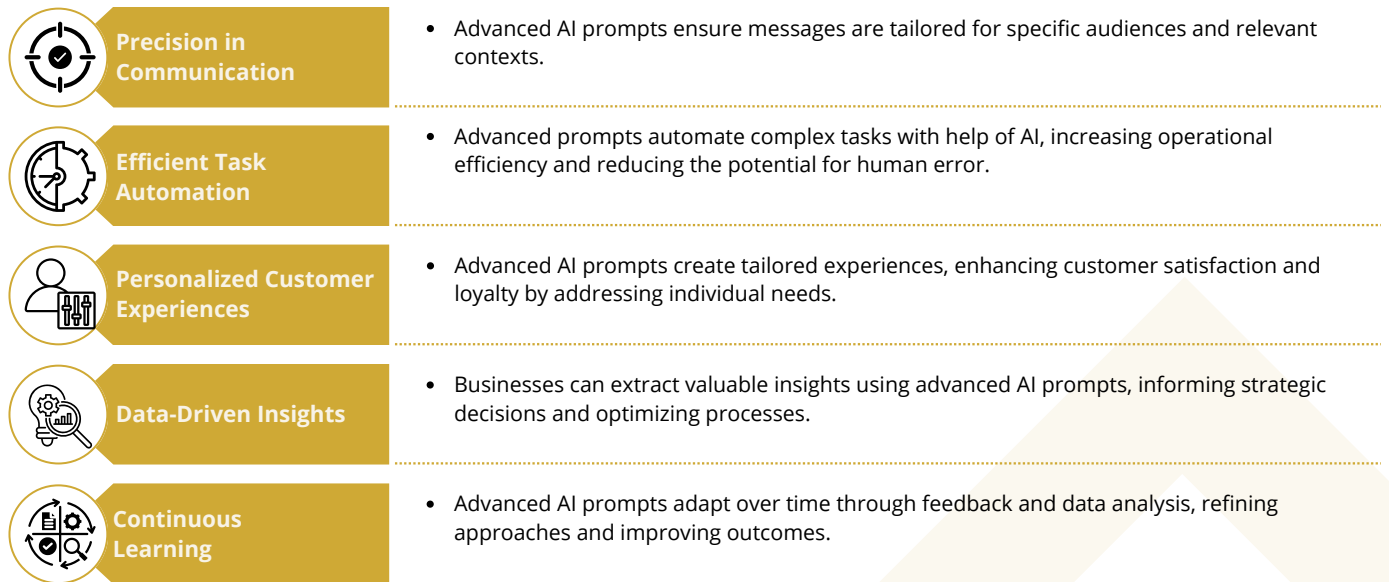 Precision in
Communication
• Advanced AI prompts ensure messages are tailored for specific audiences and relevant
contexts.
Efficient Task
Automation
• Advanced prompts automate complex tasks with help of AI, increasing operational
efficiency and reducing the potential for human error.
Personalized Customer
Experiences
• Advanced AI prompts create tailored experiences, enhancing customer satisfaction and
loyalty by addressing individual needs.
Data-Driven Insights
• Businesses can extract valuable insights using advanced AI prompts, informing strategic
decisions and optimizing processes.
Continuous
Learning
• Advanced AI prompts adapt over time through feedback and data analysis, refining
approaches and improving outcomes.